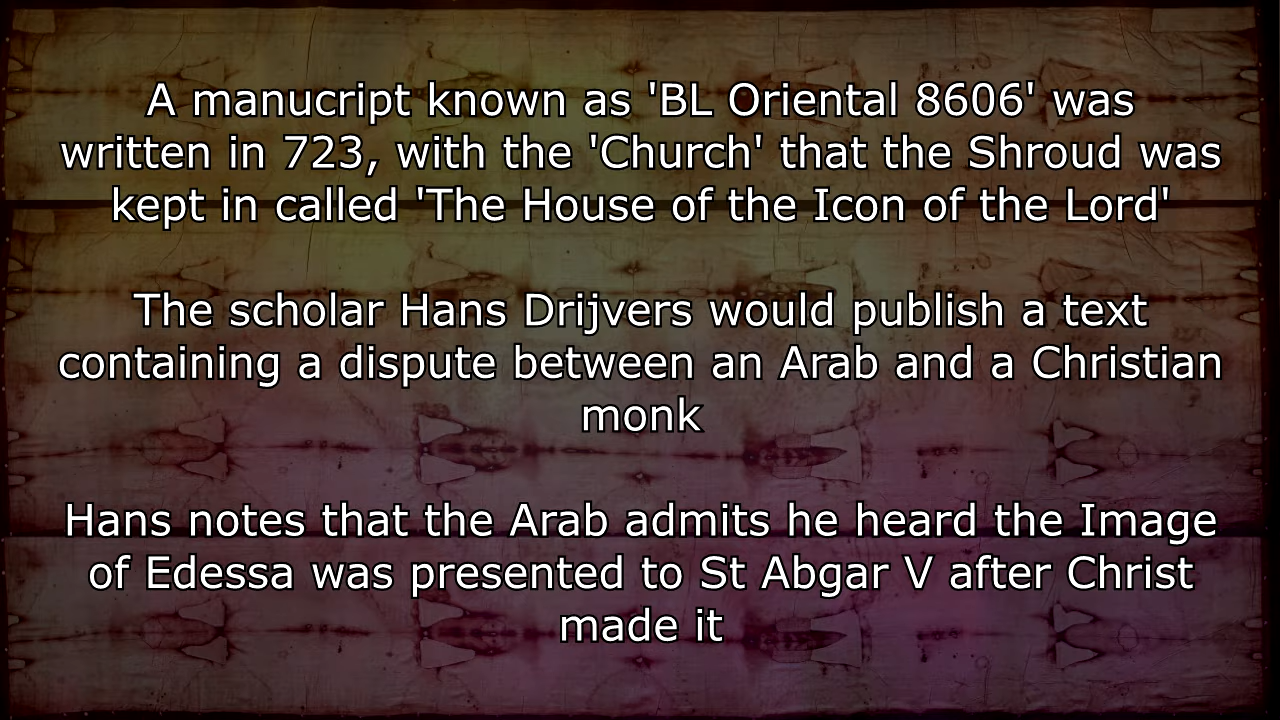 A manucript known as 'BL Oriental 8606' was
written in 723, with the 'Church' that the Shroud was
kept in called 'The House of the Icon of the Lord'
The scholar Hans Drijvers would publish a text
containing a dispute between an Arab and a Christian
monk
Hans notes that the Arab admits he heard the Image
of Edessa was presented to St Abgar V after Christ
made it